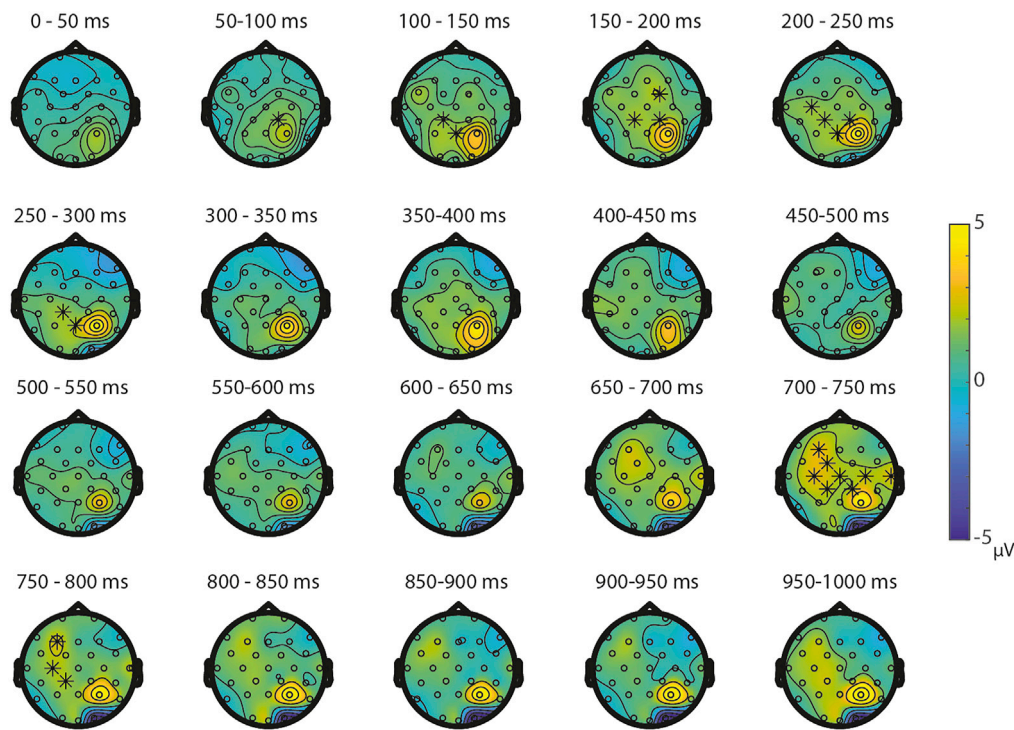 0 - 50 ms 50-100 ms 100 - 150 ms 150 - 200 ms 200 - 250 ms
250 - 300 ms 300 - 350 ms 350-400 ms 400-450 ms 450-500 ms
5
0
-5
μV
500 - 550 ms 550-600 ms 600 - 650 ms 650 - 700 ms 700 - 750 ms
750 - 800 ms 800 - 850 ms 850-900 ms 900-950 ms 950-1000 ms